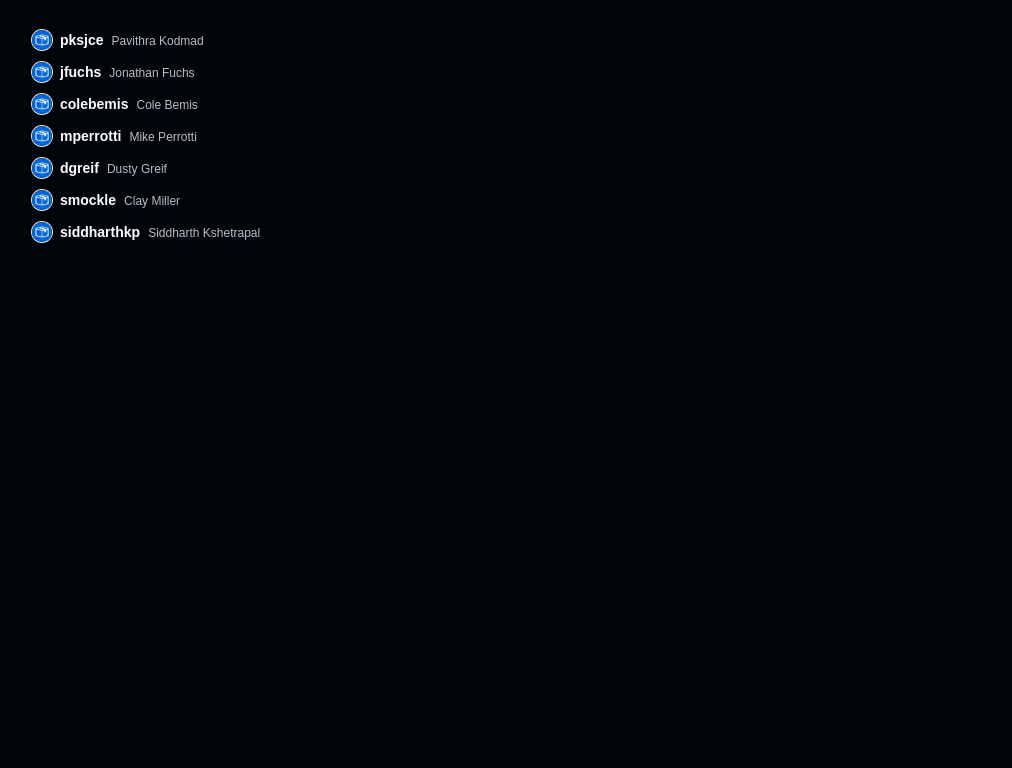 pksjce Pavithra Kodmad
jfuchs Jonathan Fuchs
colebemis Cole Bemis
mperrotti Mike Perrotti
dgreif Dusty Greif
smockle Clay Miller
siddharthkp Siddharth Kshetrapal